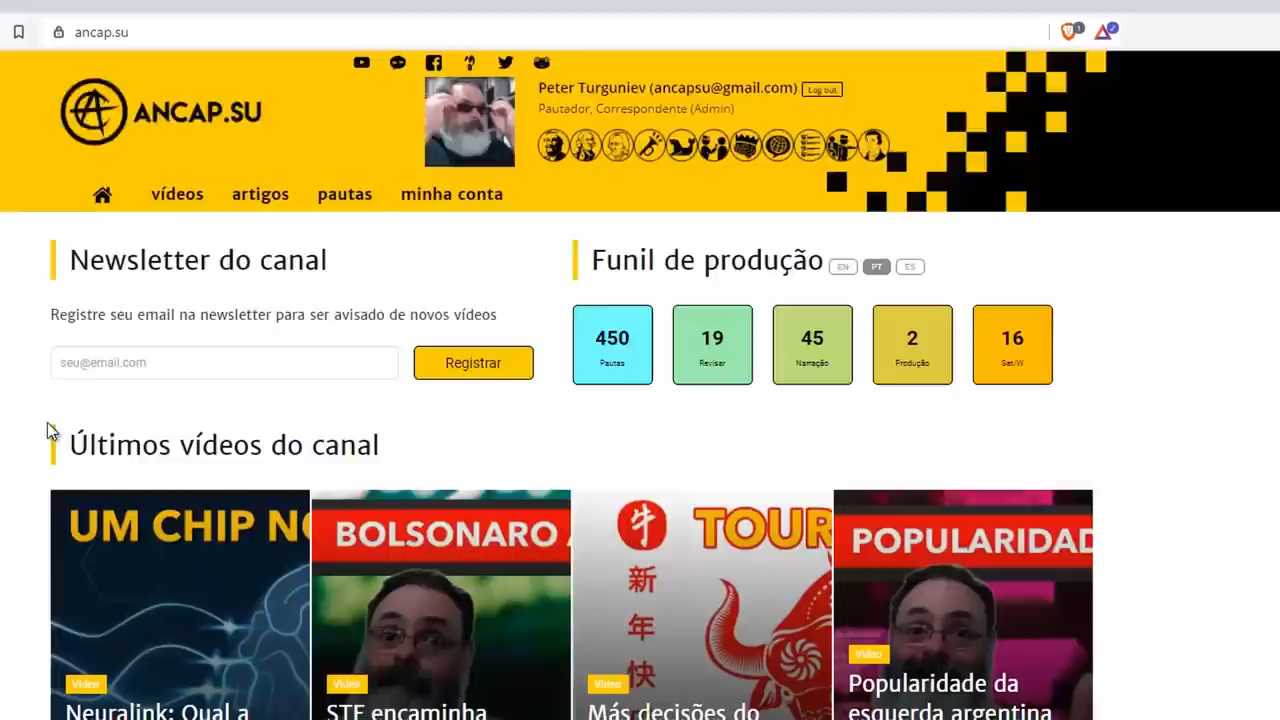 ancap.su
1
ANCAP.SU
Peter Turguniev (ancapsu@gmail.com) Log out
Pautador, Correspondente (Admin)
vídeos artigos pautas minha conta
Newsletter do canal
Funil de produção EN PT ES
Registre seu email na newsletter para ser avisado de novos vídeos
seu@email.com
Registrar
450
Pautas
19
Revisar
45
Narração
2
Produção
16
Sat/W
Últimos vídeos do canal
UM CHIP NO
BOLSONARO A
牛
新
年
快
TOUR
POPULARIDAD
Vídeo
Neuralink: Qual a
Vídeo
STF encaminha
Vídeo
Más decisões do
Vídeo
Popularidade da
esquerda argentina